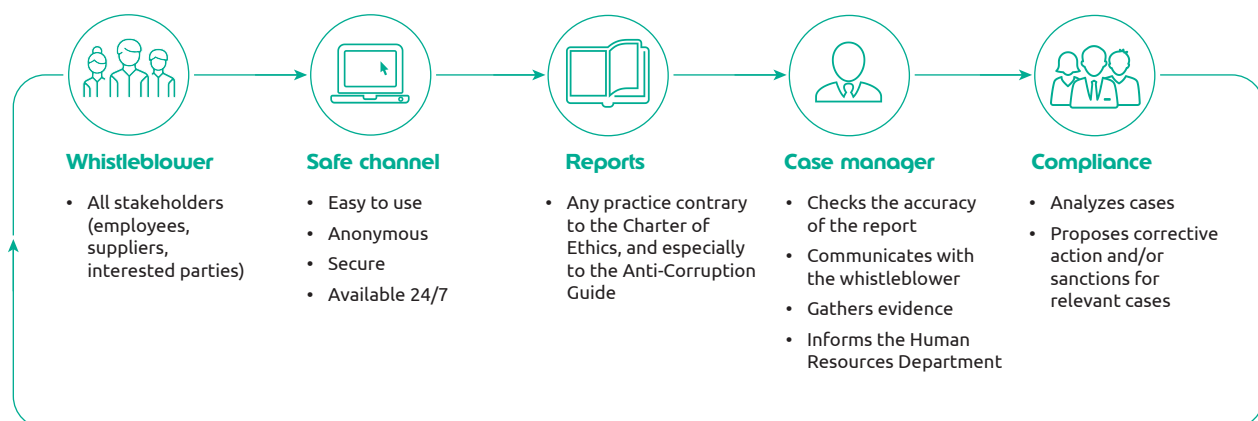 Whistleblower
• All stakeholders
(employees,
suppliers,
interested parties)
Safe channel
• Easy to use
• Anonymous
• Secure
• Available 24/7
Reports
• Any practice contrary
to the Charter of
Ethics, and especially
to the Anti-Corruption
Guide
Case manager
• Checks the accuracy
of the report
• Communicates with
the whistleblower
• Gathers evidence
• Informs the Human
Resources Department
Compliance
• Analyzes cases
• Proposes corrective
action and/or
sanctions for
relevant cases